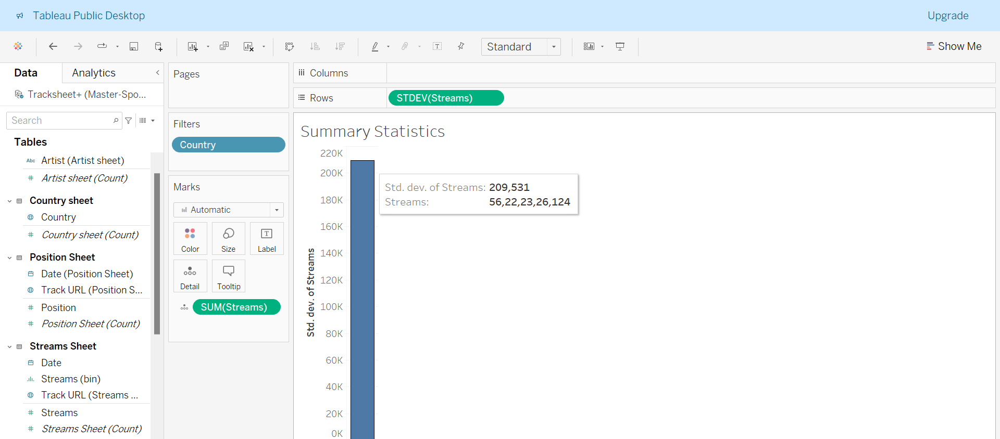 Tableau Public Desktop
Upgrade
Standard
Show Me
Data
Analytics
Tracksheet+ (Master-Spo...
Search
Tables
Abc Artist (Artist sheet)
# Artist sheet (Count)
Country sheet
Country
# Country sheet (Count)
Position Sheet
Date (Position Sheet)
Track URL (Position S...
# Position
# Position Sheet (Count)
Streams Sheet
Date
Streams (bin)
Track URL (Streams ...
# Streams
# Streams Sheet (Count)
Pages
Filters
Country
Marks
Automatic
Color
Size
Label
Detail
Tooltip
SUM(Streams)
Columns
Rows
STDEV(Streams)
Summary Statistics
Std. dev. of Streams
220K
200K
180K
160K
140K
120K
100K
80K
60K
40K
20K
0K
Std. dev. of Streams: 209,531
Streams: 56,22,23,26,124